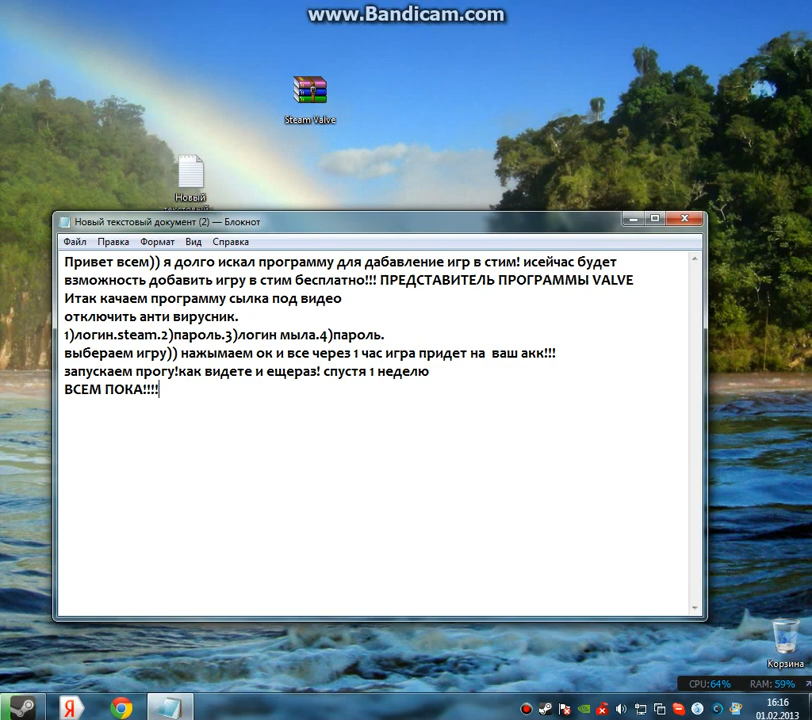 www.Bandicam.com
Steam Valve
Новый
Новый текстовый документ (2) — Блокнот
Файл Правка Формат Вид Справка
Привет всем)) я долго искал программу для дабавление игр в стим! исейчас будет
взможность добавить игру в стим бесплатно!!! ПРЕДСТАВИТЕЛЬ ПРОГРАММЫ VALVE
Итак качаем программу сылка под видео
отключить анти вирусник.
1)логин.steam.2)пароль.3)логин мыла.4)пароль.
выбераем игру)) нажымаем ок и все через 1 час игра придет на ваш акк!!!
запускаем прогу!как видете и ещераз! спустя 1 неделю
ВСЕМ ПОКА!!!!
Корзина
CPU:64% RAM: 59%
16:16
01.02.2013